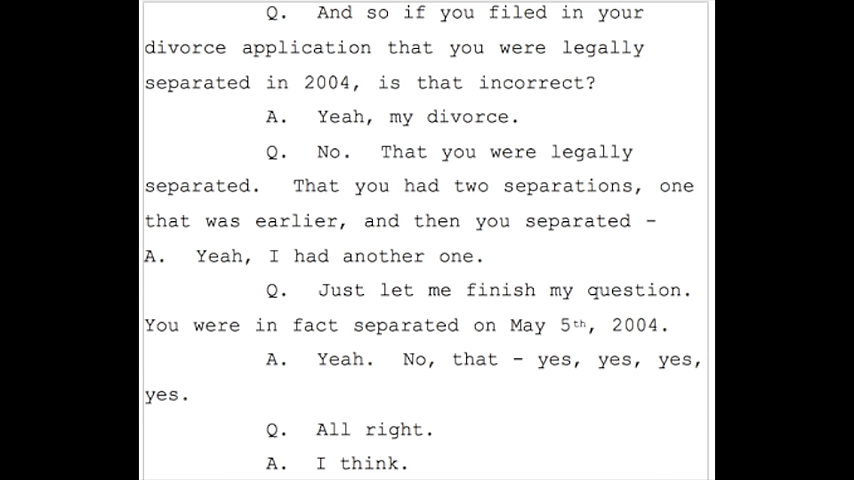 Q. And so if you filed in your
divorce application that you were legally
separated in 2004, is that incorrect?
A. Yeah, my divorce.
Q. No. That you were legally
separated. That you had two separations, one
that was earlier, and then you separated –
A. Yeah, I had another one.
Q. Just let me finish my question.
You were in fact separated on May 5th, 2004.
A. Yeah. No, that – yes, yes, yes,
yes.
Q. All right.
A. I think.